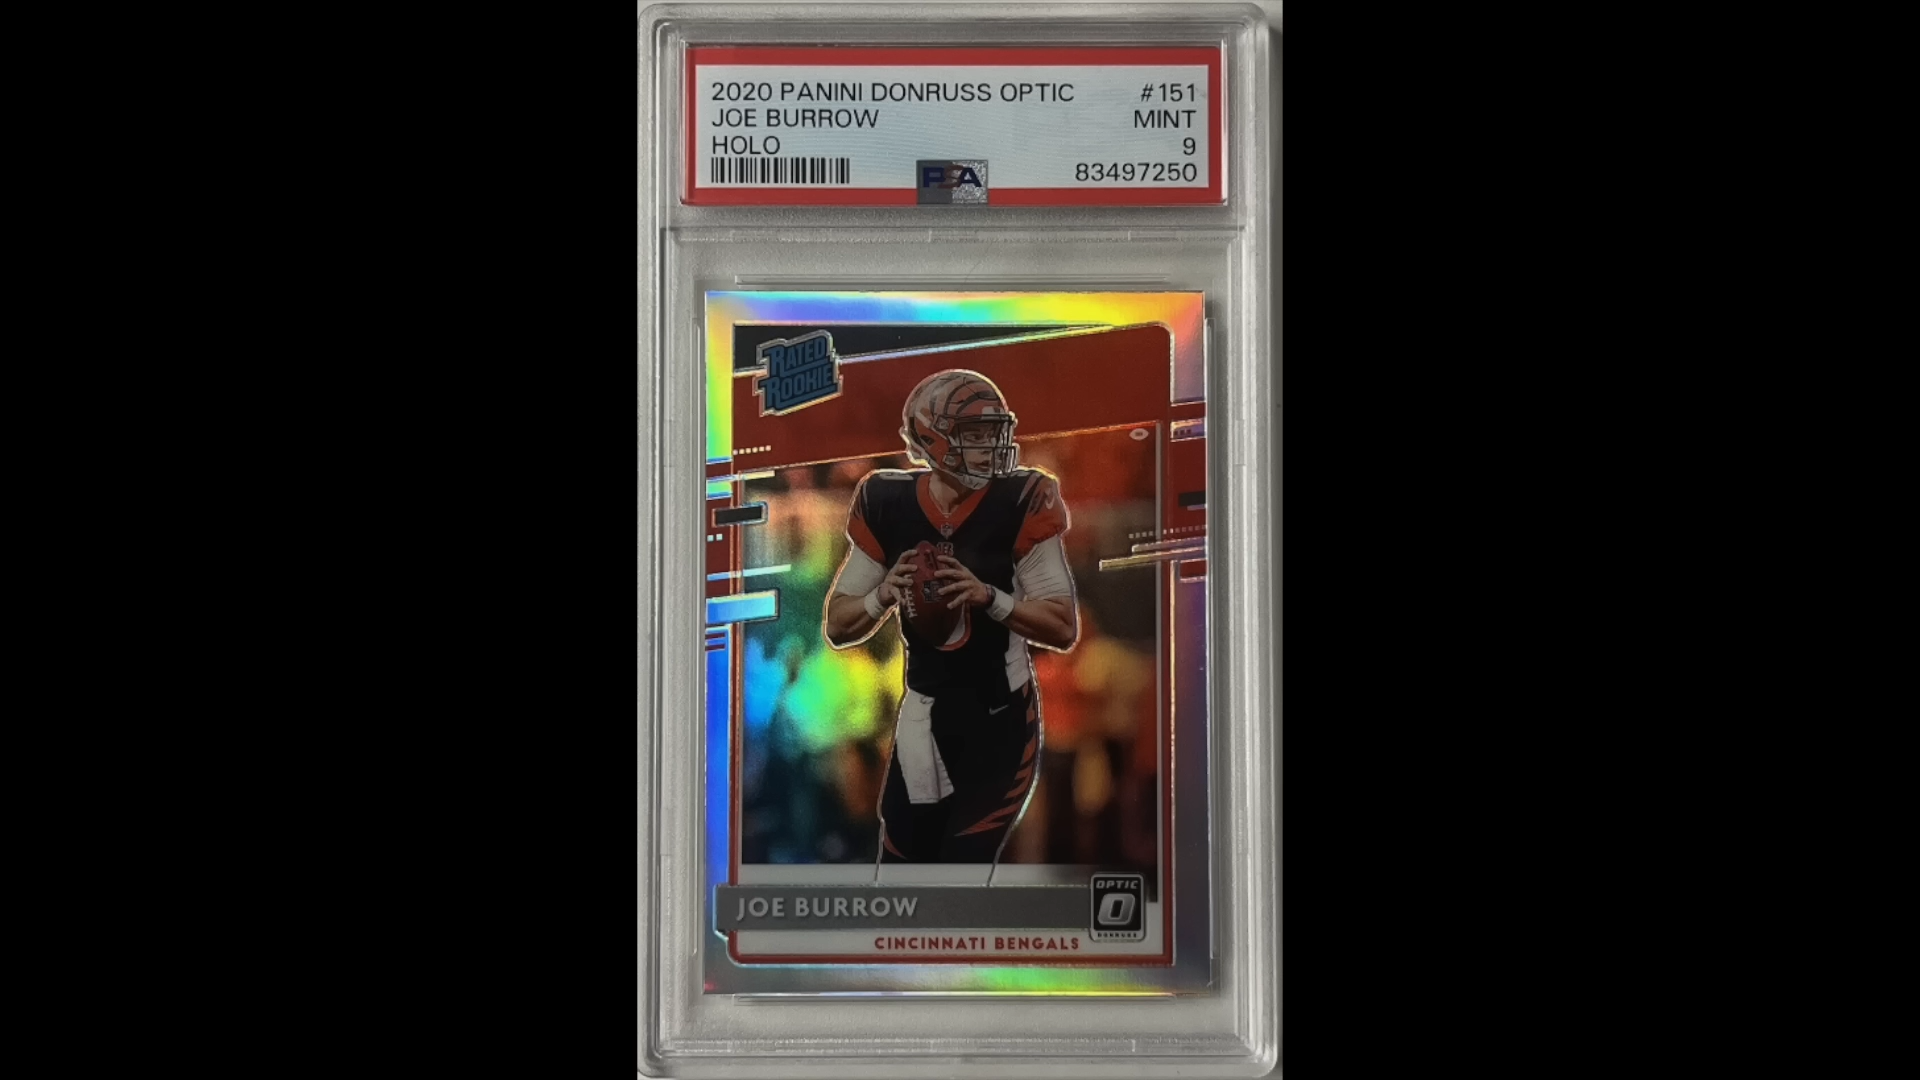 2020 PANINI DONRUSS OPTIC #151
JOE BURROW MINT
HOLO 9
83497250
PSA
RATED
ROOKIE
JOE BURROW
OPTIC
O
DONRUSS
CINCINNATI BENGALS